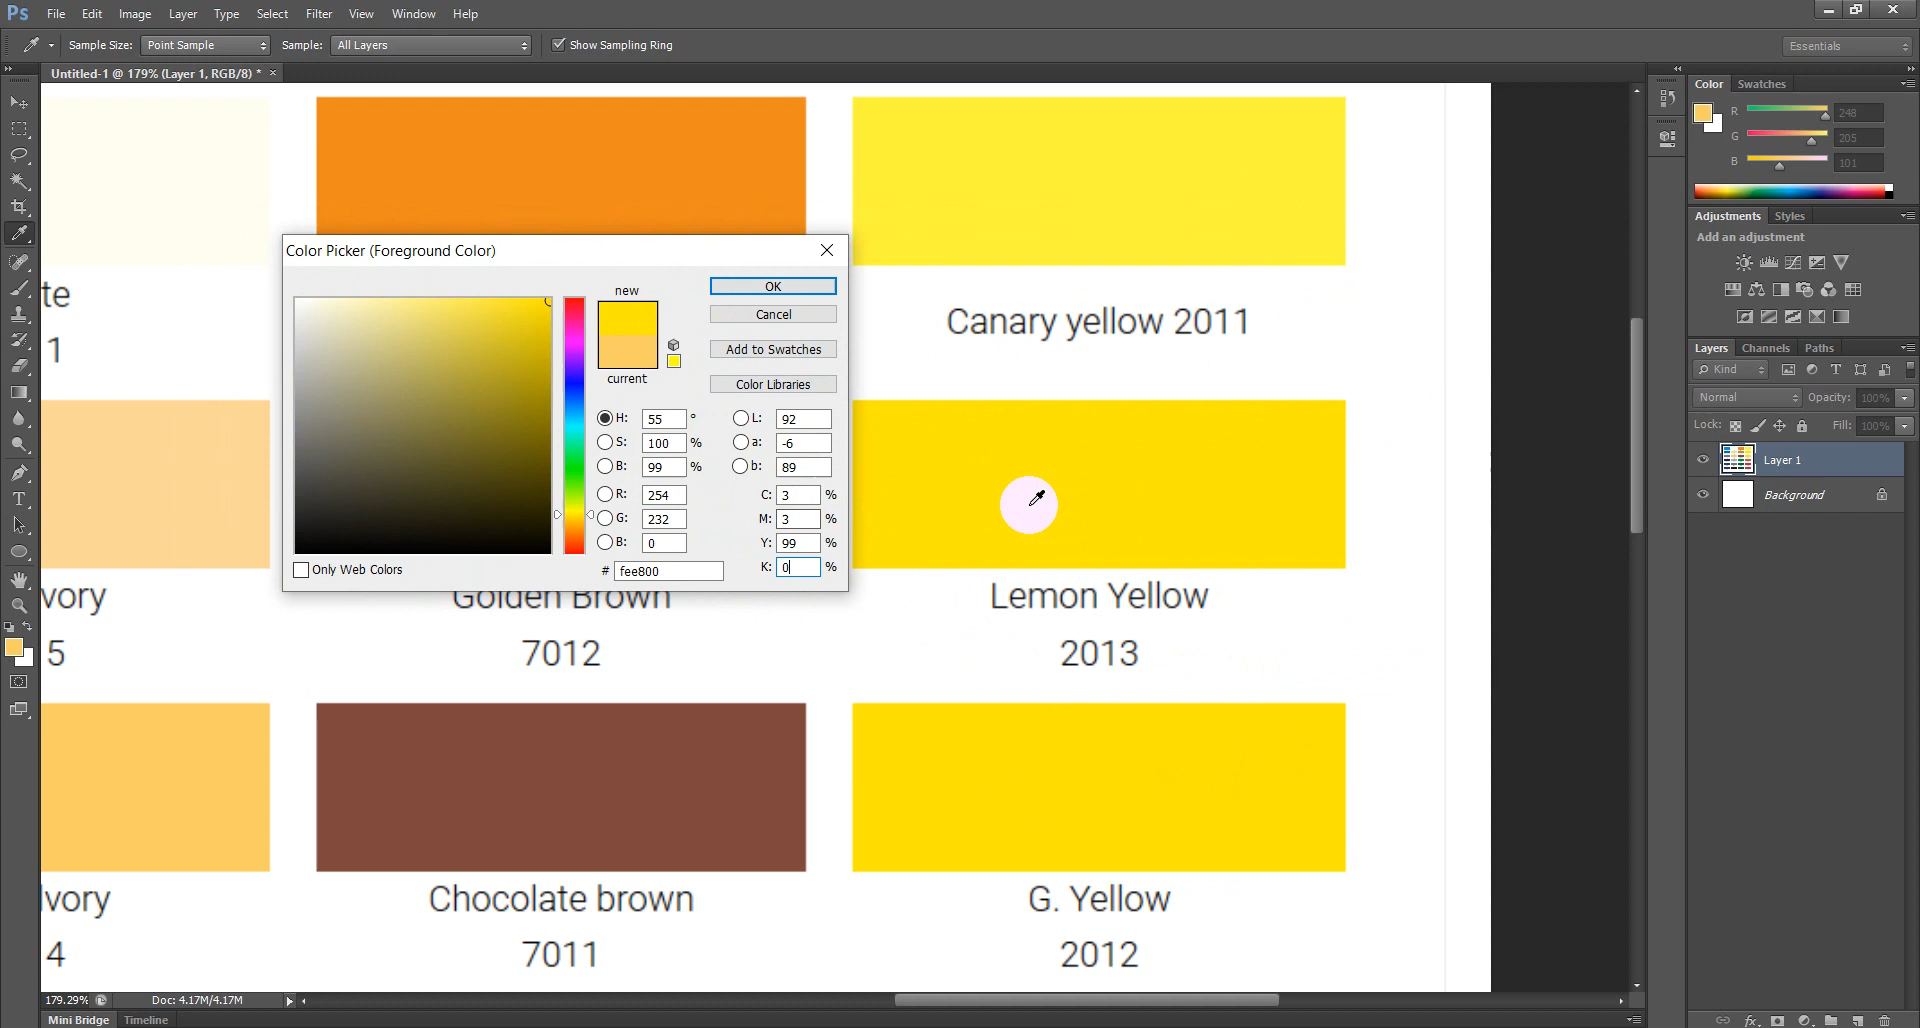 Ps File Edit Image Layer Type Select Filter View Window Help
Sample Size: Point Sample Sample: All Layers Show Sampling Ring Essentials
Untitled-1 @ 179% (Layer 1, RGB/8) * ×
te
1
Canary yellow 2011
vory
5
Golden Brown
7012
Lemon Yellow
2013
Ivory
4
Chocolate brown
7011
G. Yellow
2012
Color Picker (Foreground Color)
new
current
OK
Cancel
Add to Swatches
Color Libraries
H: 55 ° L: 92
S: 100 % a: -6
B: 99 % b: 89
R: 254 C: 3 %
G: 232 M: 3 %
B: 0 Y: 99 %
# fee800 K: 0 %
Only Web Colors
Color Swatches
R 248
G 205
B 101
Adjustments Styles
Add an adjustment
Layers Channels Paths
Kind
Normal Opacity: 100%
Lock: Fill: 100%
Layer 1
Background
179.29% Doc: 4.17M/4.17M
Mini Bridge Timeline